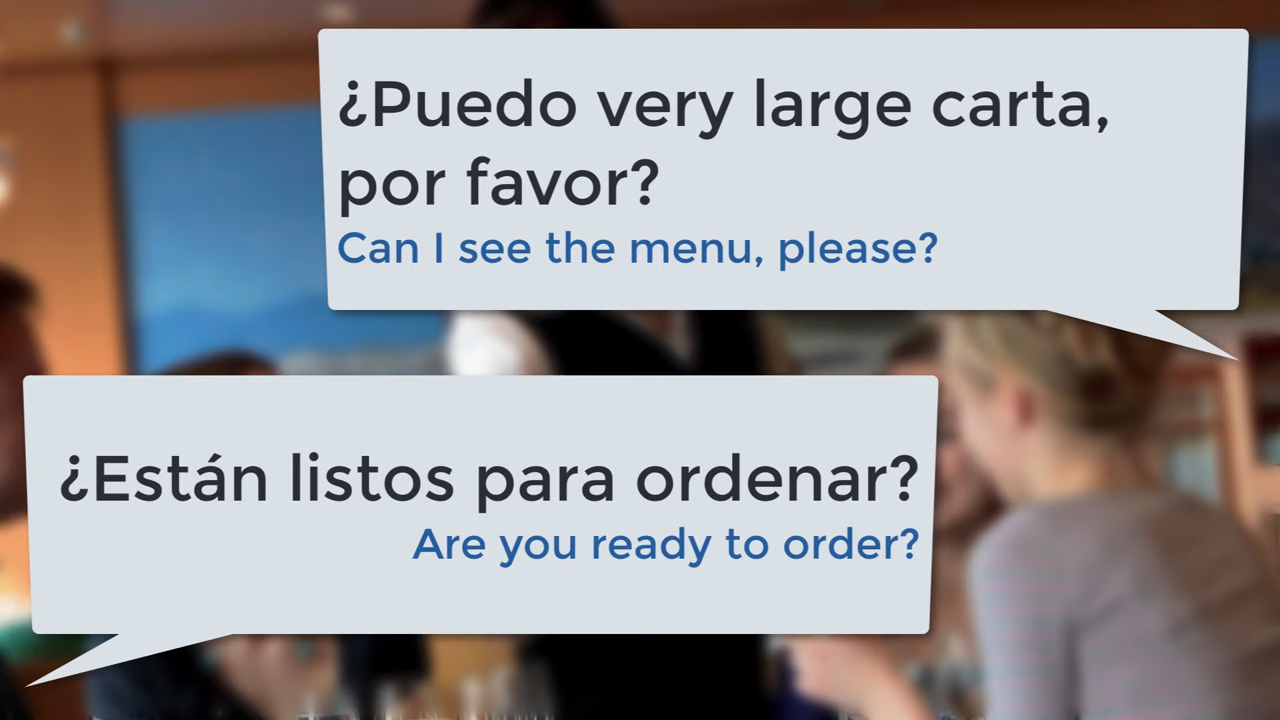 ¿Puedo very large carta,
por favor?
Can I see the menu, please?
¿Están listos para ordenar?
Are you ready to order?